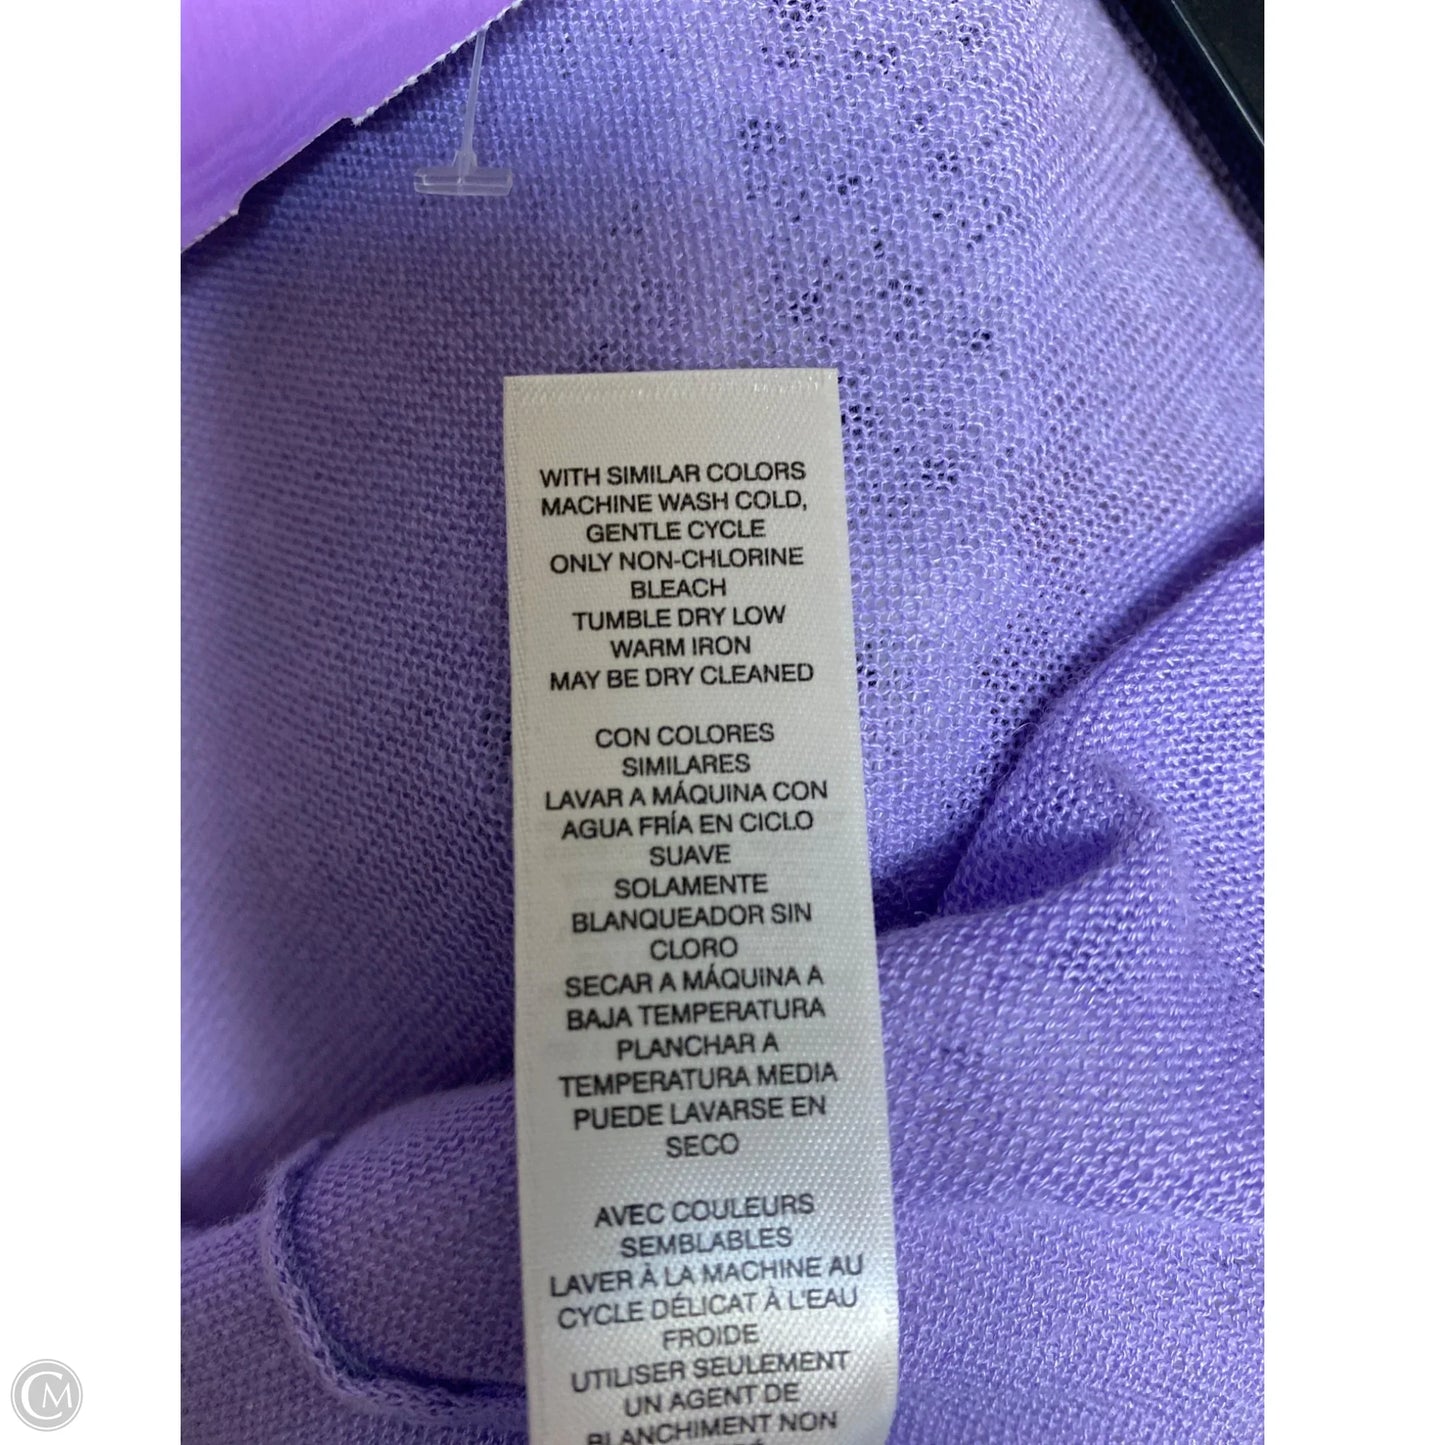 WITH SIMILAR COLORS
MACHINE WASH COLD,
GENTLE CYCLE
ONLY NON-CHLORINE
BLEACH
TUMBLE DRY LOW
WARM IRON
MAY BE DRY CLEANED
CON COLORES
SIMILARES
LAVAR A MÁQUINA CON
AGUA FRÍA EN CICLO
SUAVE
SOLAMENTE
BLANQUEADOR SIN
CLORO
SECAR A MÁQUINA A
BAJA TEMPERATURA
PLANCHAR A
TEMPERATURA MEDIA
PUEDE LAVARSE EN
SECO
AVEC COULEURS
SEMBLABLES
LAVER À LA MACHINE AU
CYCLE DÉLICAT À L'EAU
FROIDE
UTILISER SEULEMENT
UN AGENT DE
BLANCHIMENT NON
CM